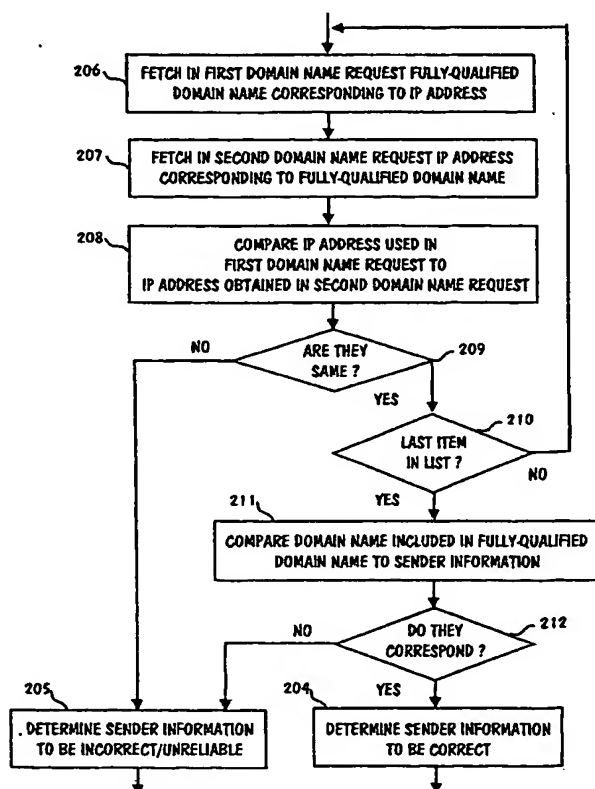 206
FETCH IN FIRST DOMAIN NAME REQUEST FULLY-QUALIFIED
DOMAIN NAME CORRESPONDING TO IP ADDRESS
207
FETCH IN SECOND DOMAIN NAME REQUEST IP ADDRESS
CORRESPONDING TO FULLY-QUALIFIED DOMAIN NAME
208
COMPARE IP ADDRESS USED IN
FIRST DOMAIN NAME REQUEST TO
IP ADDRESS OBTAINED IN SECOND DOMAIN NAME REQUEST
NO
ARE THEY
SAME ?
209
YES
210
LAST ITEM
IN LIST ?
NO
YES
211
COMPARE DOMAIN NAME INCLUDED IN FULLY-QUALIFIED
DOMAIN NAME TO SENDER INFORMATION
NO
DO THEY
CORRESPOND ?
212
YES
205
DETERMINE SENDER INFORMATION
TO BE INCORRECT/UNRELIABLE
204
DETERMINE SENDER INFORMATION
TO BE CORRECT